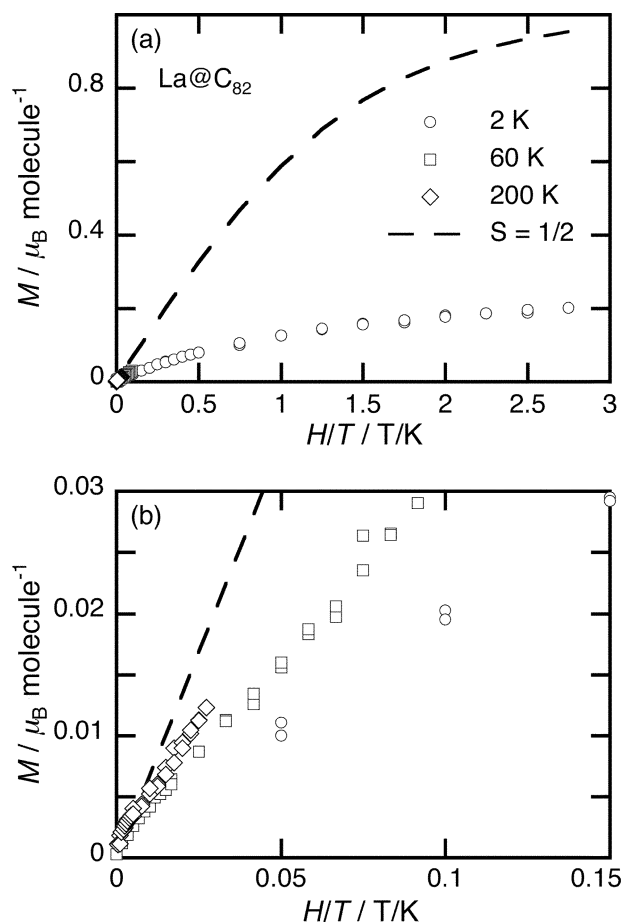 (a)
La@C₈₂
2 K
60 K
200 K
S = 1/2
0.8
0.4
0
M / μB molecule⁻¹
0 0.5 1 1.5 2 2.5 3
H/T / T/K
(b)
0.03
0.02
0.01
0
M / μB molecule⁻¹
0 0.05 0.1 0.15
H/T / T/K